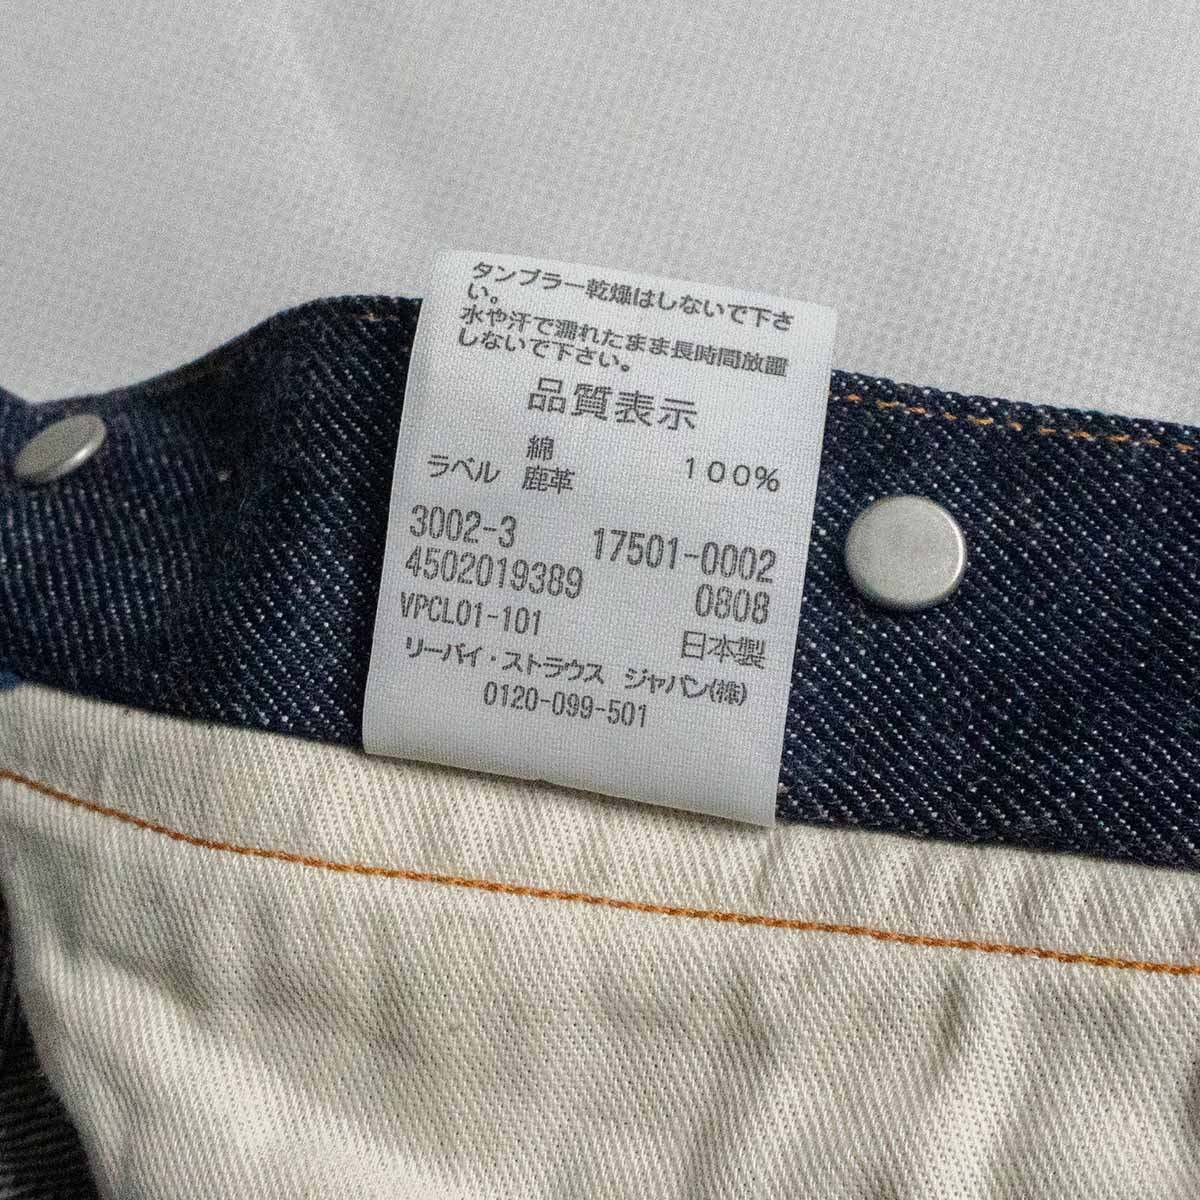 タンブラー乾燥はしないで下さ
い。
水や汗で濡れたまま長時間放置
しないで下さい。
品質表示
綿 100%
ラベル 鹿革
3002-3 17501-0002
4502019389 0808
VPCL01-101 日本製
リーバイ・ストラウス ジャパン(株)
0120-099-501